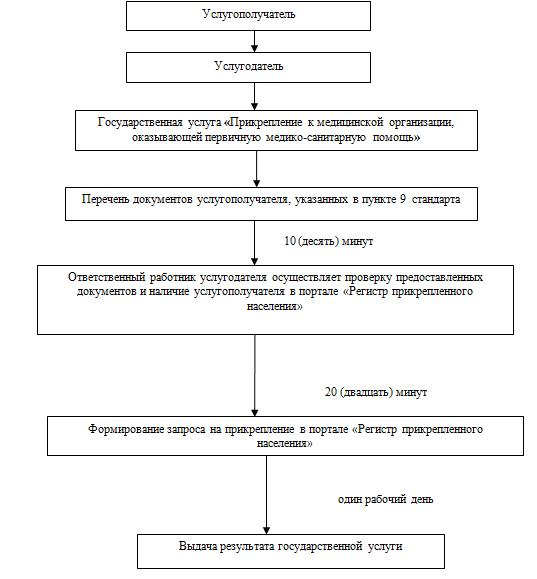 Услугополучатель
Услугодатель
Государственная услуга «Прикрепление к медицинской организации,
оказывающей первичную медико-санитарную помощь»
Перечень документов услугополучателя, указанных в пункте 9 стандарта
10 (десять) минут
Ответственный работник услугодателя осуществляет проверку предоставленных
документов и наличие услугополучателя в портале «Регистр прикрепленного
населения»
20 (двадцать) минут
Формирование запроса на прикрепление в портале «Регистр прикрепленного
населения»
один рабочий день
Выдача результата государственной услуги